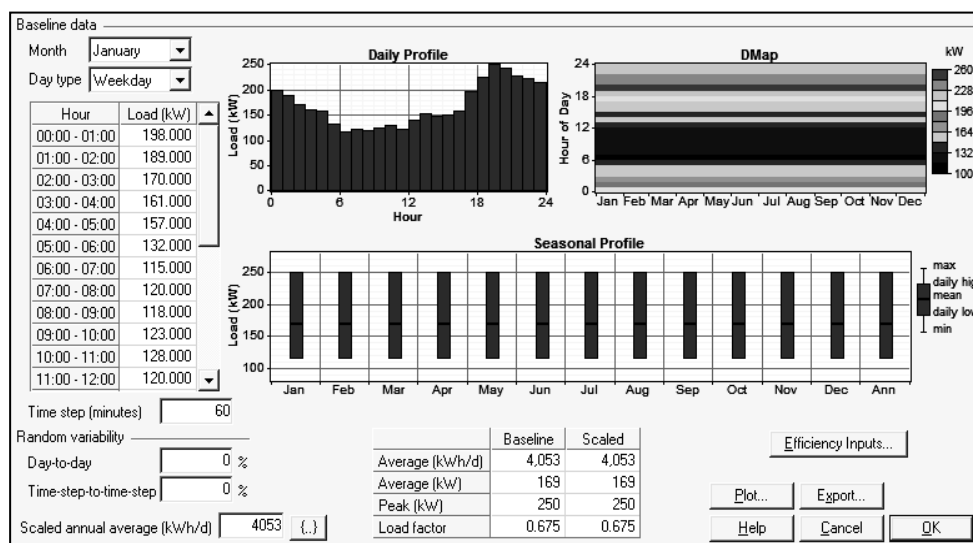 Baseline data
Month January
Day type Weekday
Hour Load (kW)
00:00 - 01:00 198.000
01:00 - 02:00 189.000
02:00 - 03:00 170.000
03:00 - 04:00 161.000
04:00 - 05:00 157.000
05:00 - 06:00 132.000
06:00 - 07:00 115.000
07:00 - 08:00 120.000
08:00 - 09:00 118.000
09:00 - 10:00 123.000
10:00 - 11:00 128.000
11:00 - 12:00 120.000
Time step (minutes) 60
Random variability
Day-to-day 0 %
Time-step-to-time-step 0 %
Scaled annual average (kWh/d) 4053 {..}
Daily Profile
Load (kW)
250
200
150
100
50
0
0 6 12 18 24
Hour
DMap
Hour of Day
24
18
12
6
0
Jan Mar Apr May Jun Jul Aug Sep Oct Nov Dec
kW
260
228
196
164
132
100
Seasonal Profile
Load (kW)
250
200
150
100
Jan Feb Mar Apr May Jun Jul Aug Sep Oct Nov Dec Ann
max
daily high
mean
daily low
min
Baseline Scaled
Average (kWh/d) 4,053 4,053
Average (kW) 169 169
Peak (kW) 250 250
Load factor 0.675 0.675
Efficiency Inputs...
Plot... Export...
Help Cancel OK